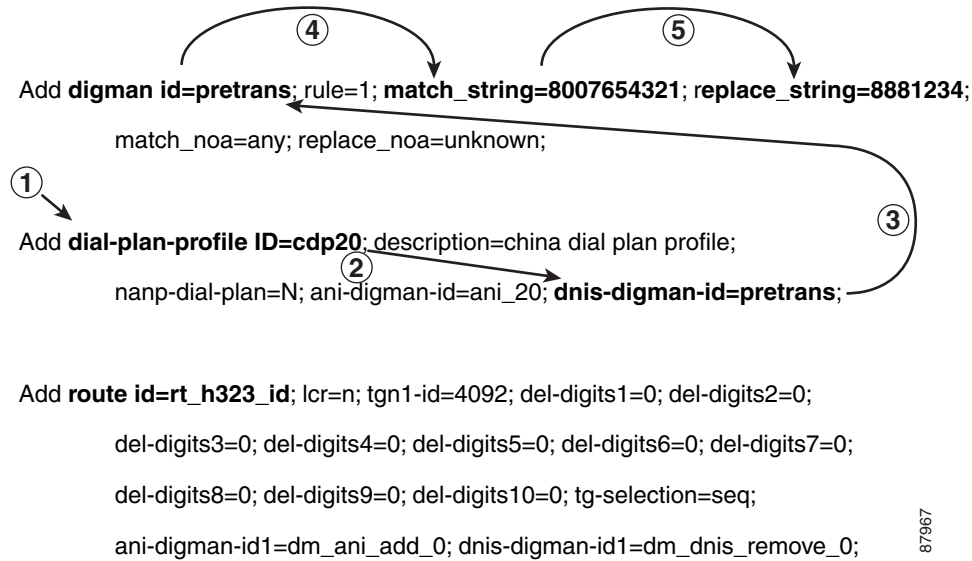 ④ ⑤
Add digman id=pretrans; rule=1; match_string=8007654321; replace_string=8881234;
match_noa=any; replace_noa=unknown;
①
③
Add dial-plan-profile ID=cdp20; description=china dial plan profile;
②
nanp-dial-plan=N; ani-digman-id=ani_20; dnis-digman-id=pretrans;
Add route id=rt_h323_id; lcr=n; tgn1-id=4092; del-digits1=0; del-digits2=0;
del-digits3=0; del-digits4=0; del-digits5=0; del-digits6=0; del-digits7=0;
del-digits8=0; del-digits9=0; del-digits10=0; tg-selection=seq;
ani-digman-id1=dm_ani_add_0; dnis-digman-id1=dm_dnis_remove_0;
87967